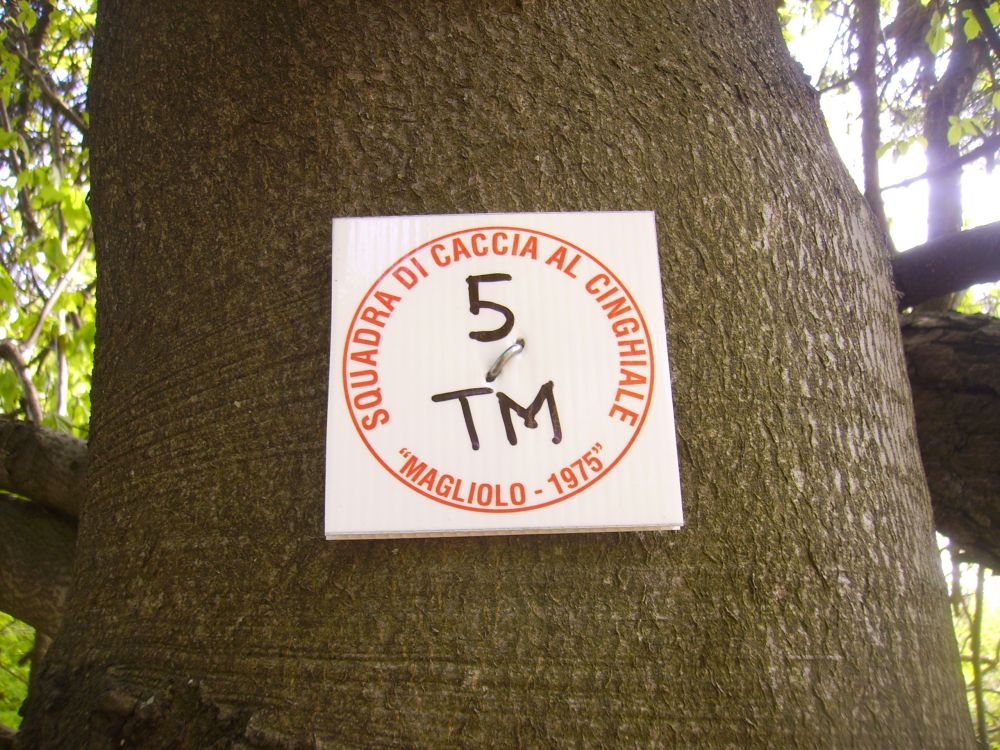 SQUADRA DI CACCIA AL CINGHIALE
5
TM
“MAGLIOLO - 1975”